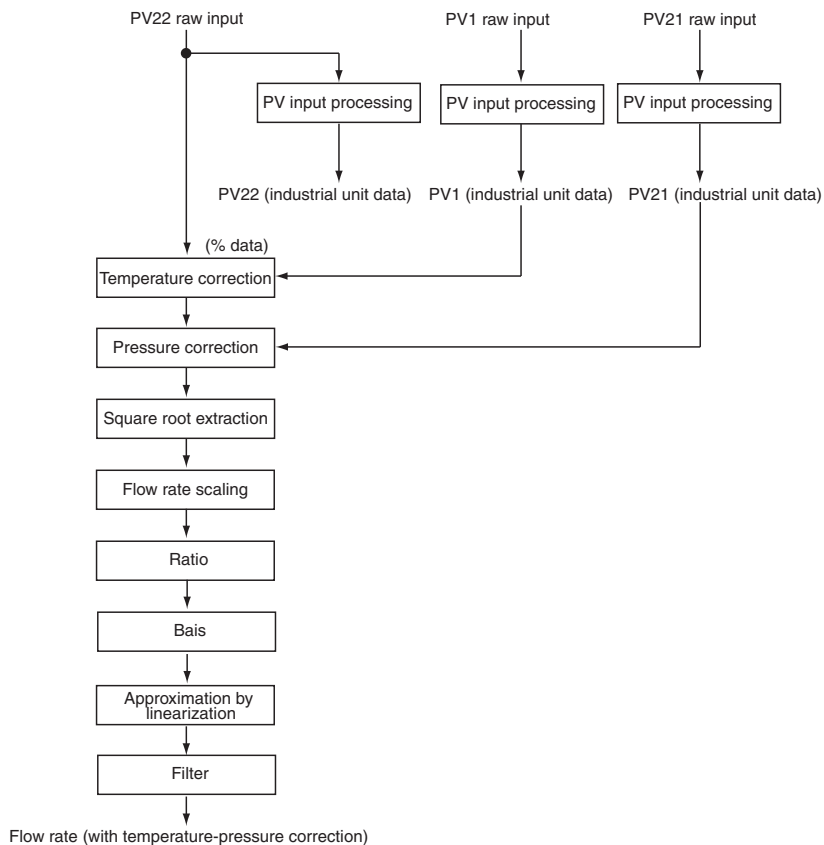 PV22 raw input
PV1 raw input
PV21 raw input
PV input processing
PV input processing
PV input processing
PV22 (industrial unit data)
PV1 (industrial unit data)
PV21 (industrial unit data)
(% data)
Temperature correction
Pressure correction
Square root extraction
Flow rate scaling
Ratio
Bais
Approximation by
linearization
Filter
Flow rate (with temperature-pressure correction)